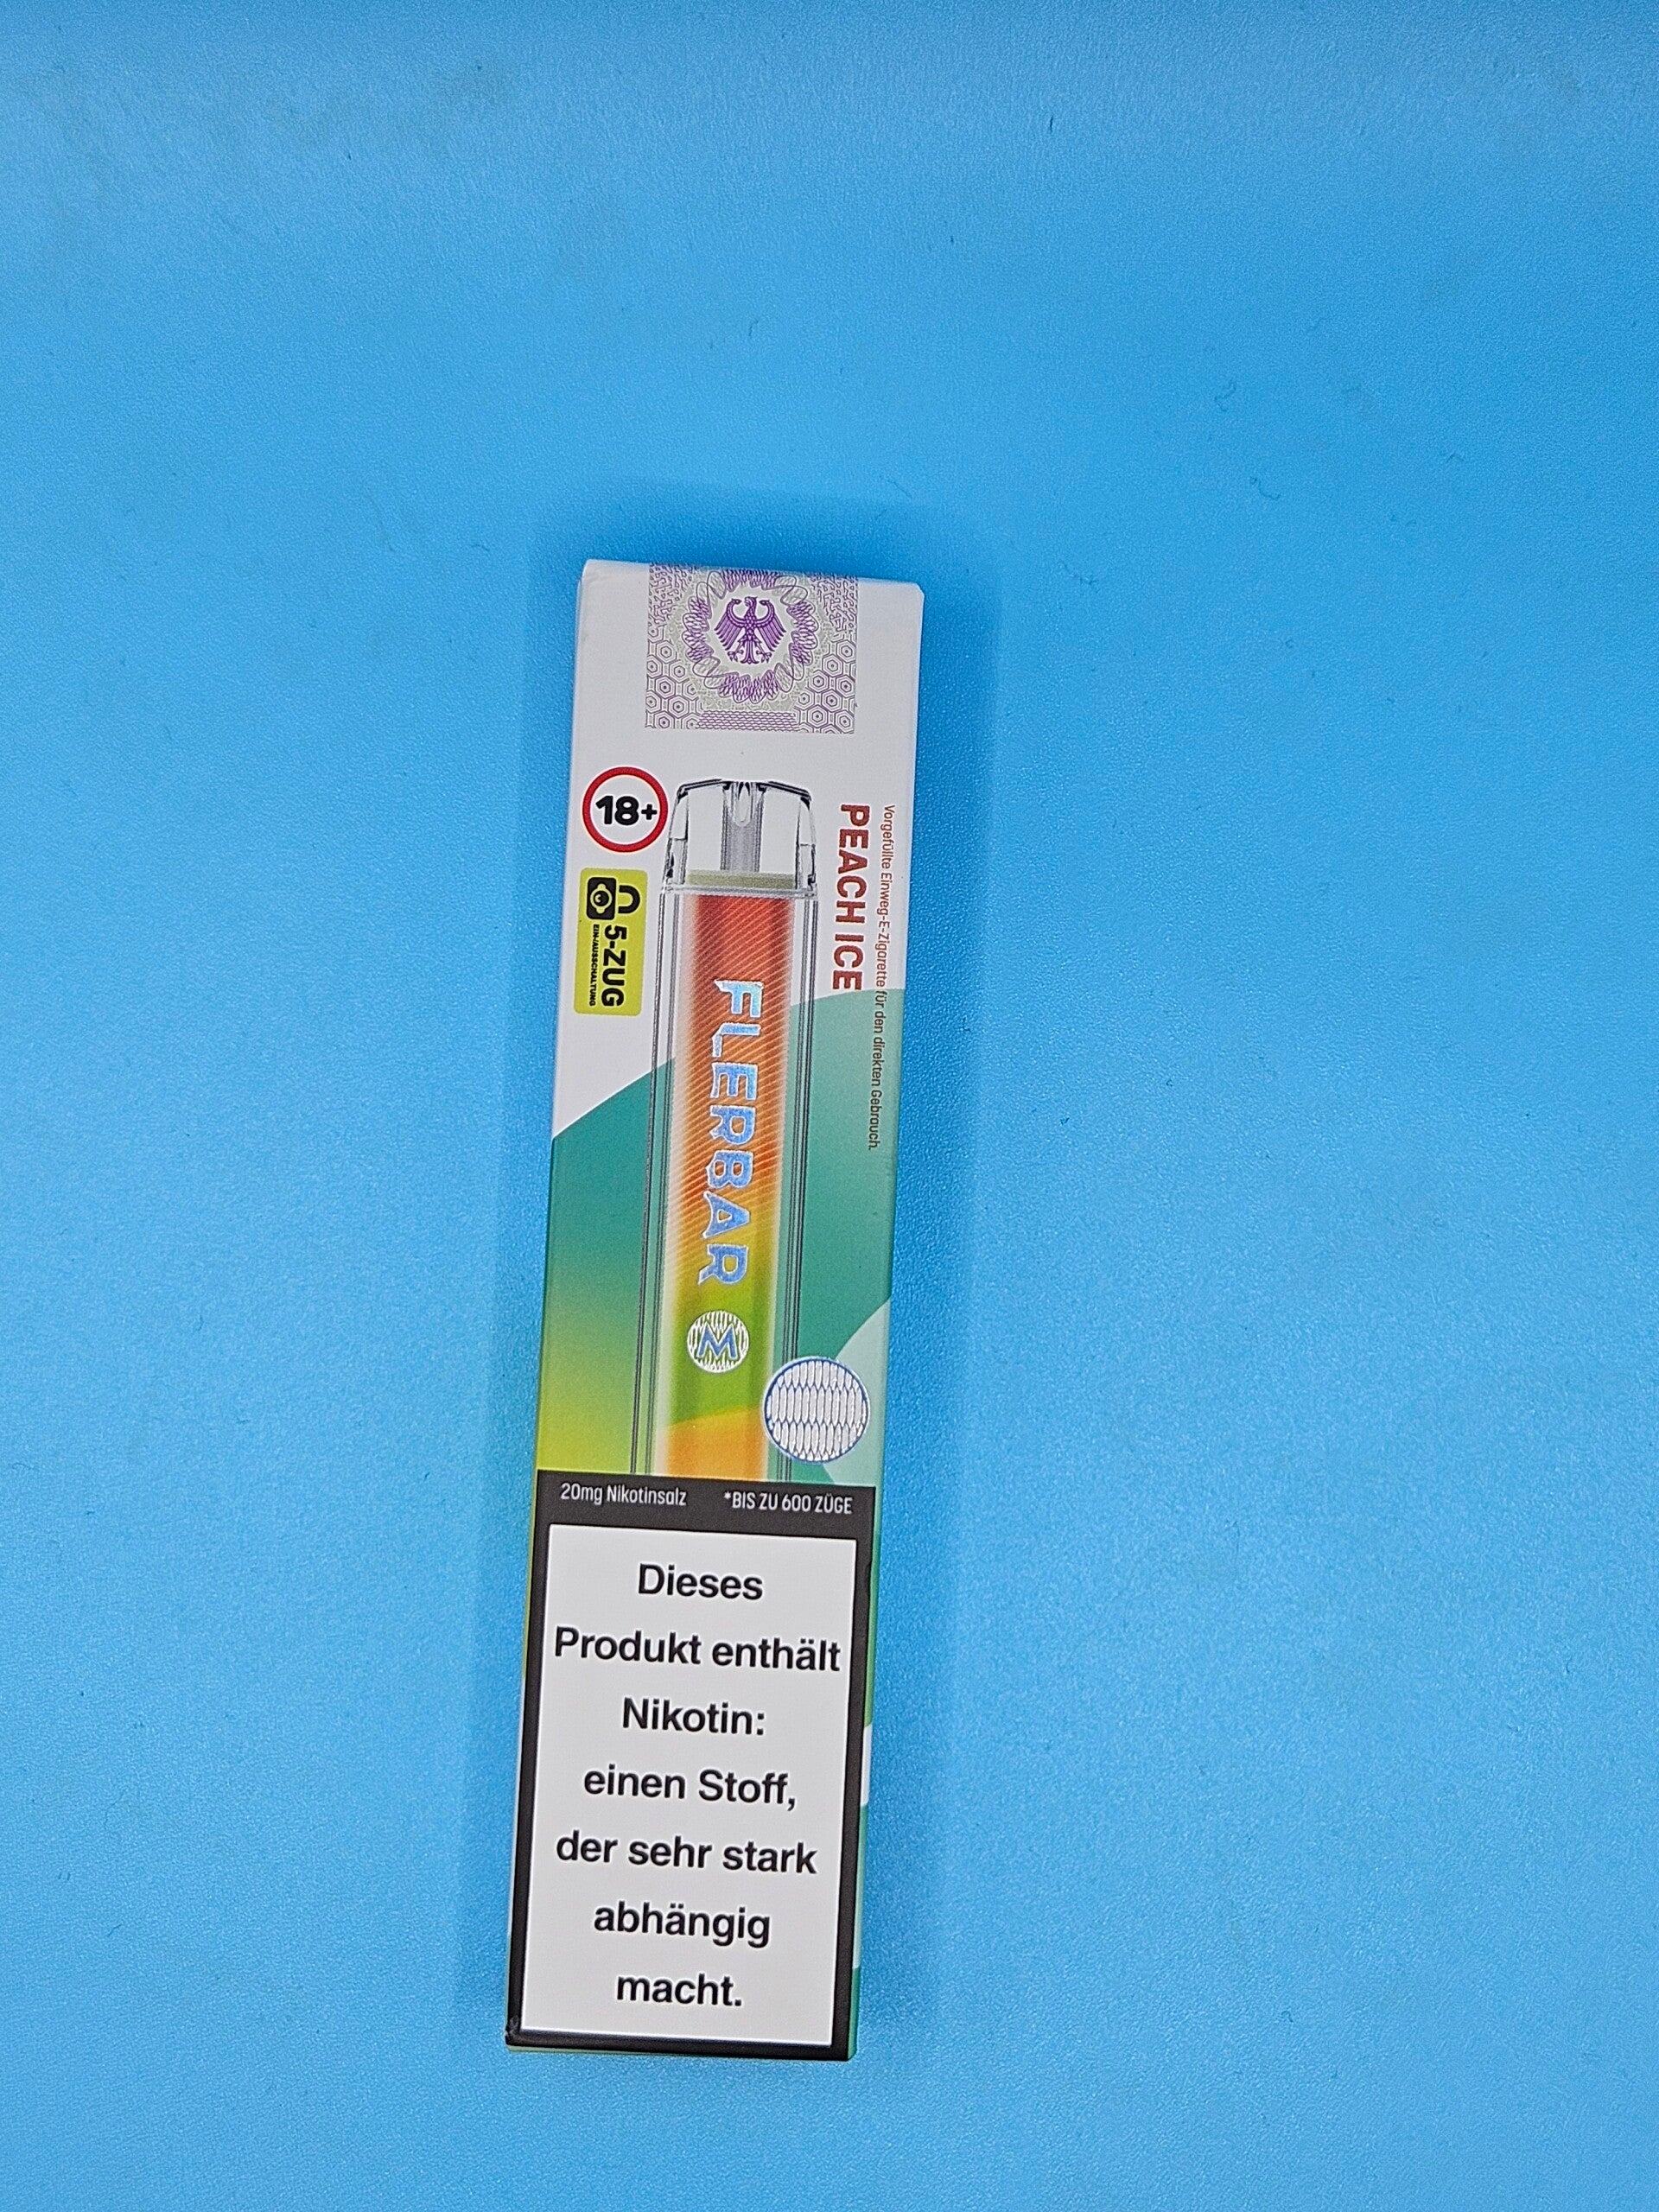 18+
5-ZUG
EIN-/AUSSCHALTUNG
PEACH ICE
Vorgefüllte Einweg-E-Zigarette für den direkten Gebrauch.
FLERBAR
M
20mg Nikotinsalz
*BIS ZU 600 ZÜGE
Dieses
Produkt enthält
Nikotin:
einen Stoff,
der sehr stark
abhängig
macht.